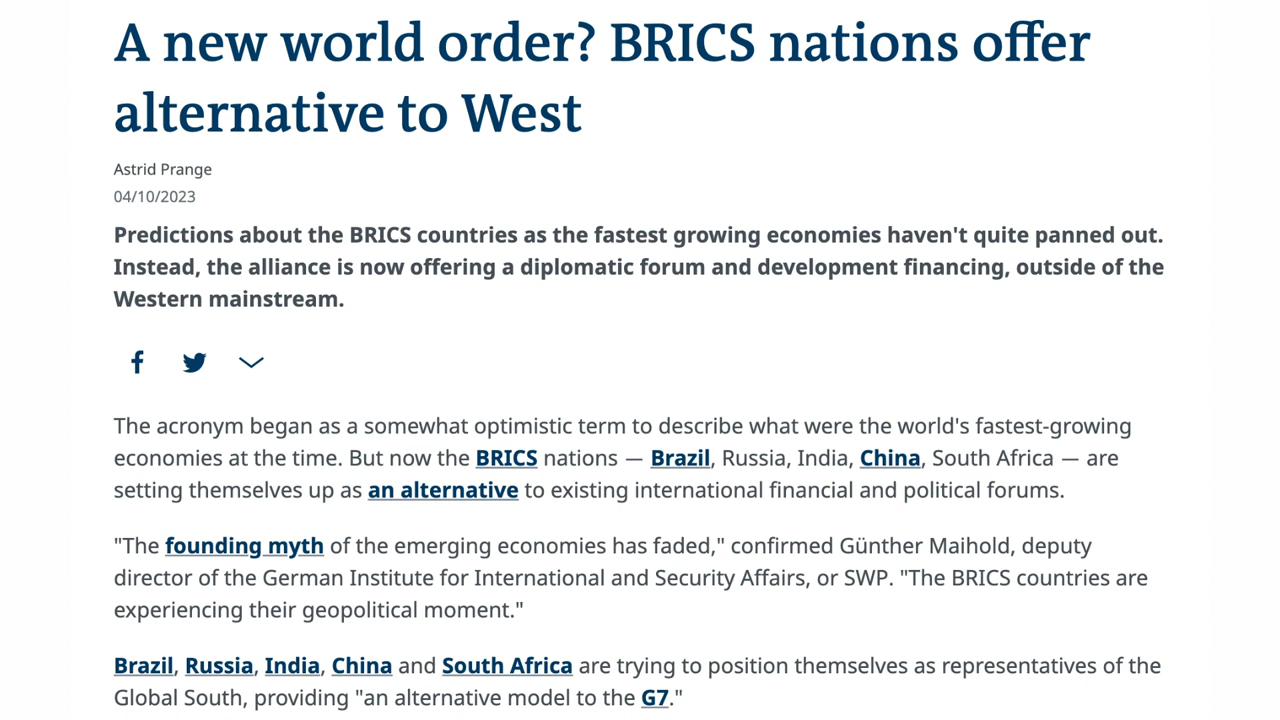 A new world order? BRICS nations offer
alternative to West
Astrid Prange
04/10/2023
Predictions about the BRICS countries as the fastest growing economies haven't quite panned out.
Instead, the alliance is now offering a diplomatic forum and development financing, outside of the
Western mainstream.
The acronym began as a somewhat optimistic term to describe what were the world's fastest-growing
economies at the time. But now the BRICS nations — Brazil, Russia, India, China, South Africa — are
setting themselves up as an alternative to existing international financial and political forums.
"The founding myth of the emerging economies has faded," confirmed Günther Maihold, deputy
director of the German Institute for International and Security Affairs, or SWP. "The BRICS countries are
experiencing their geopolitical moment."
Brazil, Russia, India, China and South Africa are trying to position themselves as representatives of the
Global South, providing "an alternative model to the G7."